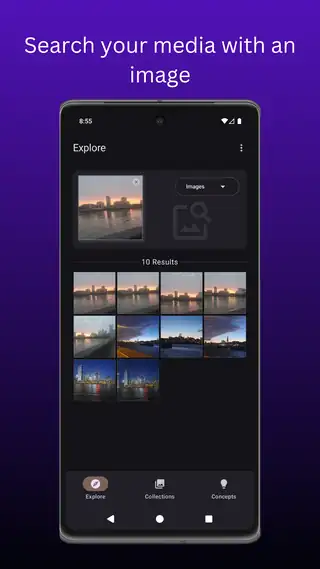 Search your media with an
image
8:55
Explore
Images
10 Results
Explore
Collections
Concepts